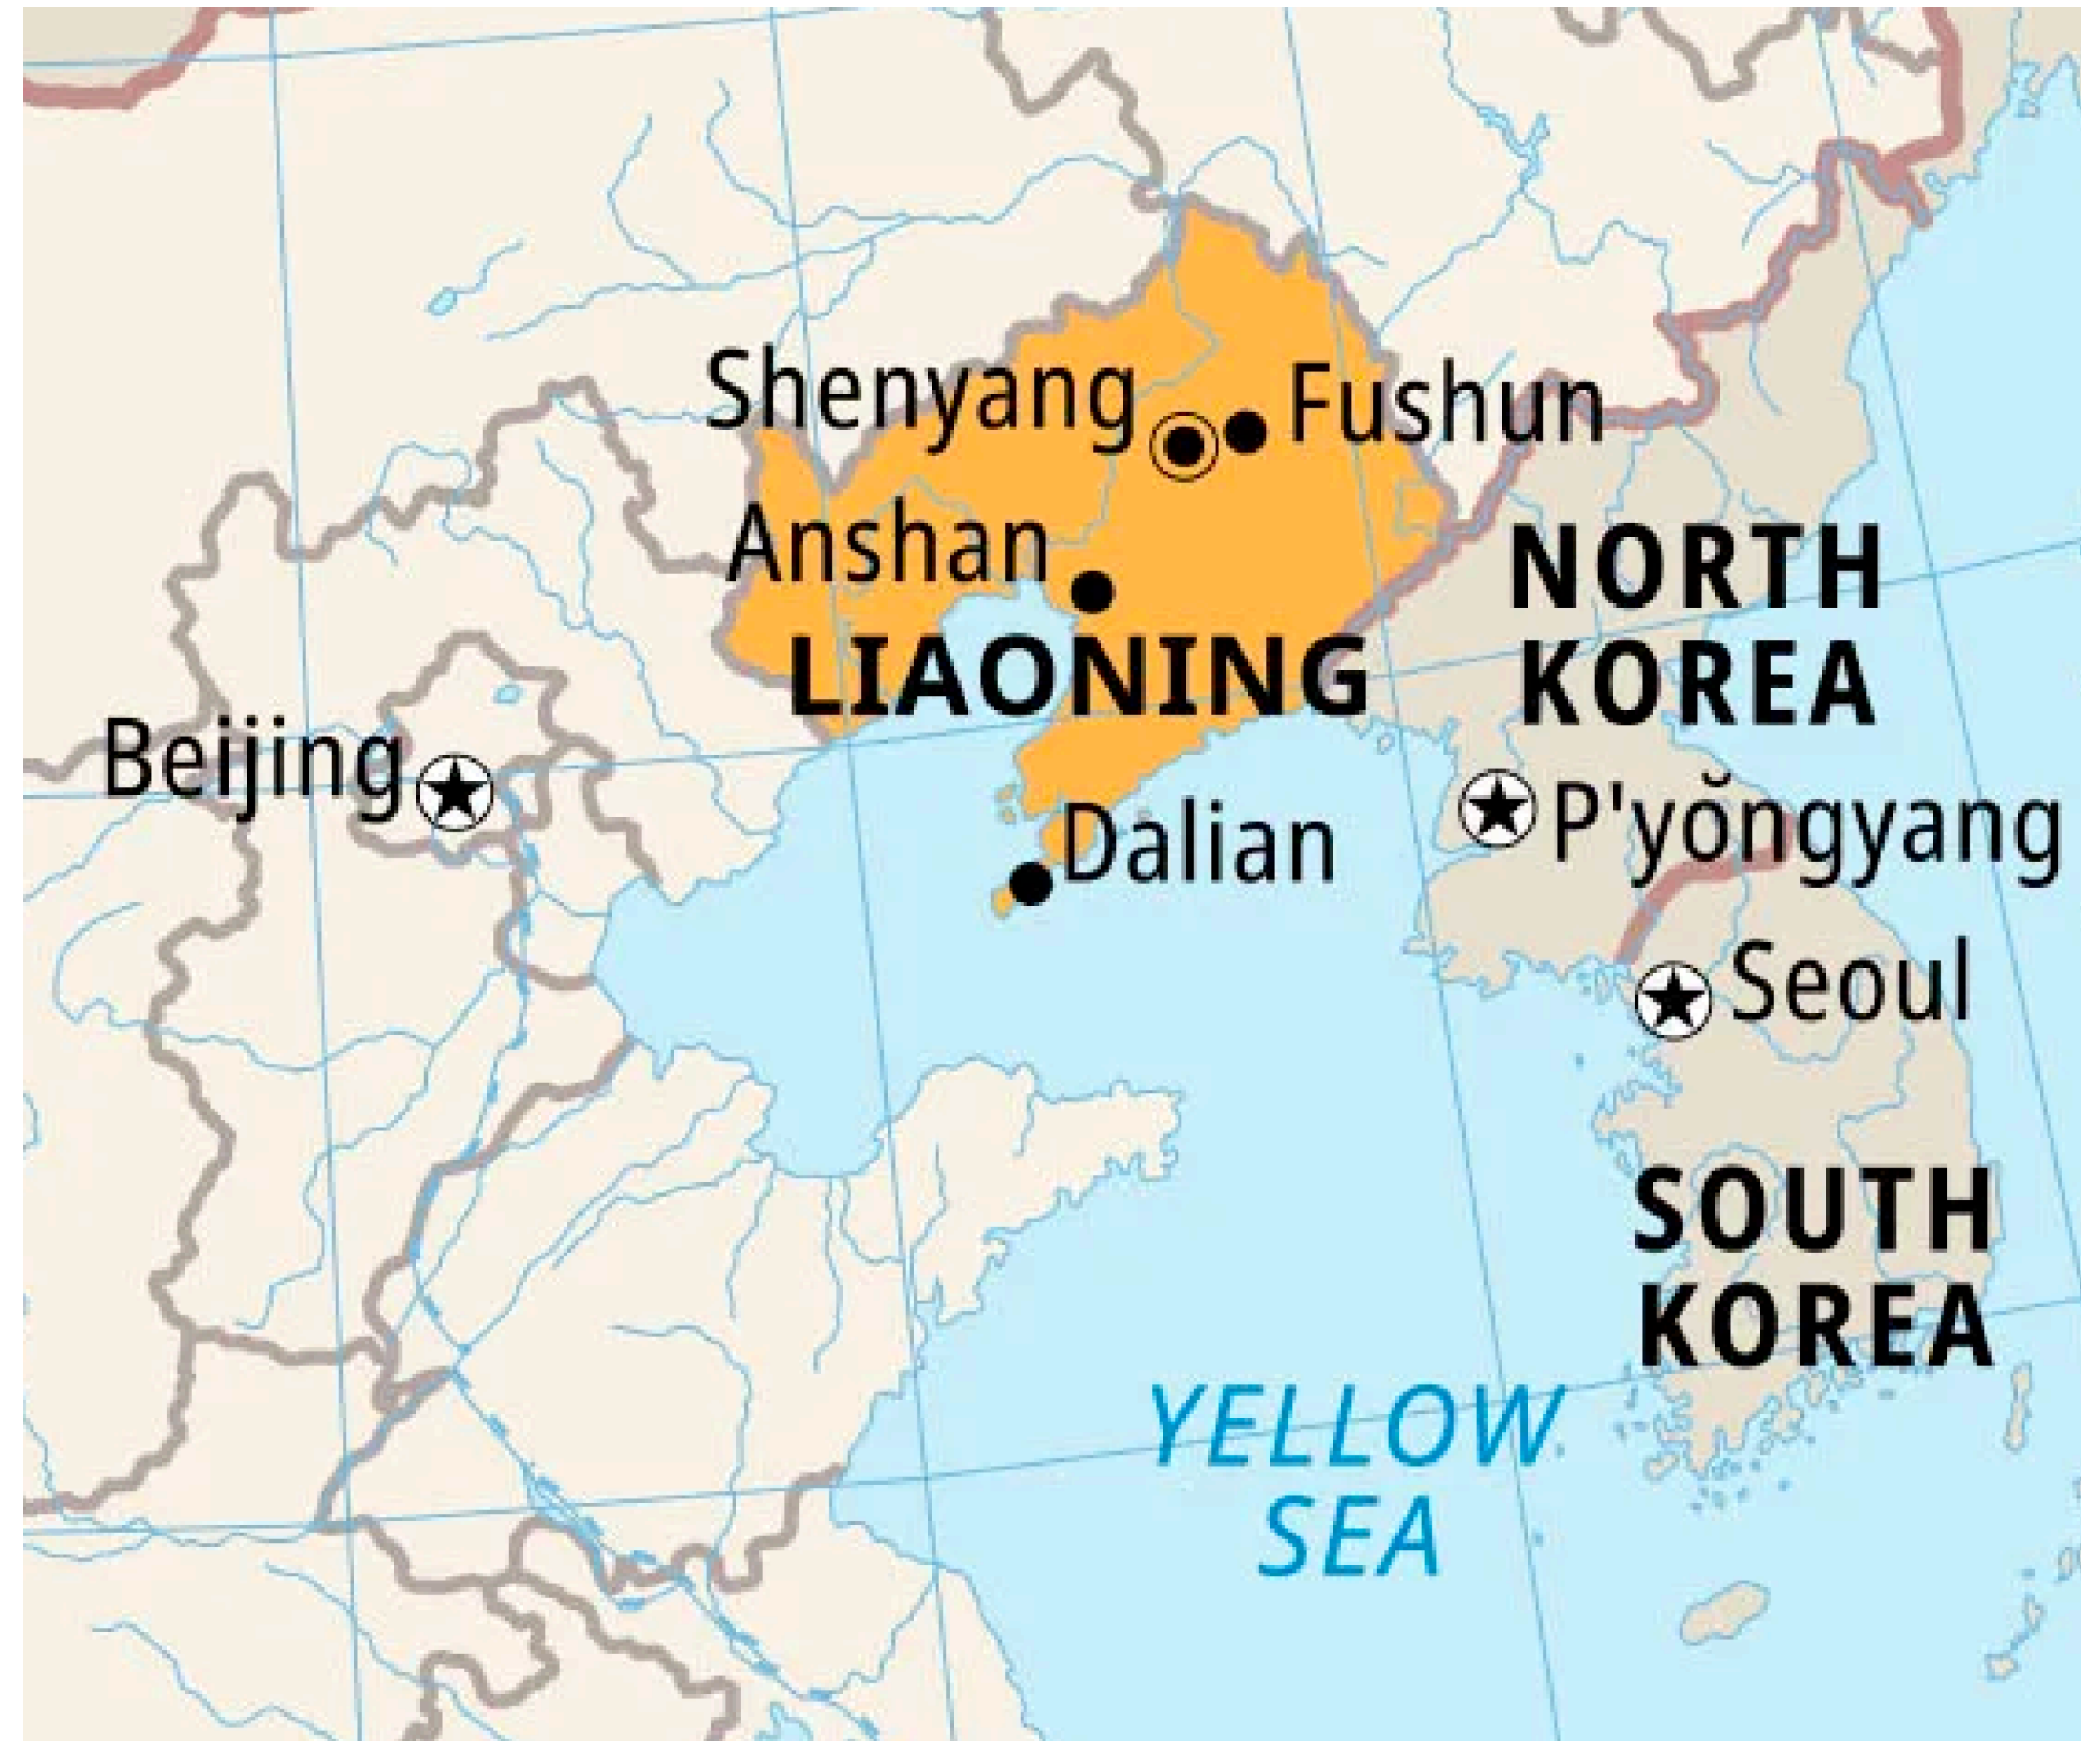 Shenyang
Fushun
Anshan
LIAONING
NORTH
KOREA
Beijing
P'yŏngyang
Dalian
Seoul
SOUTH
KOREA
YELLOW
SEA